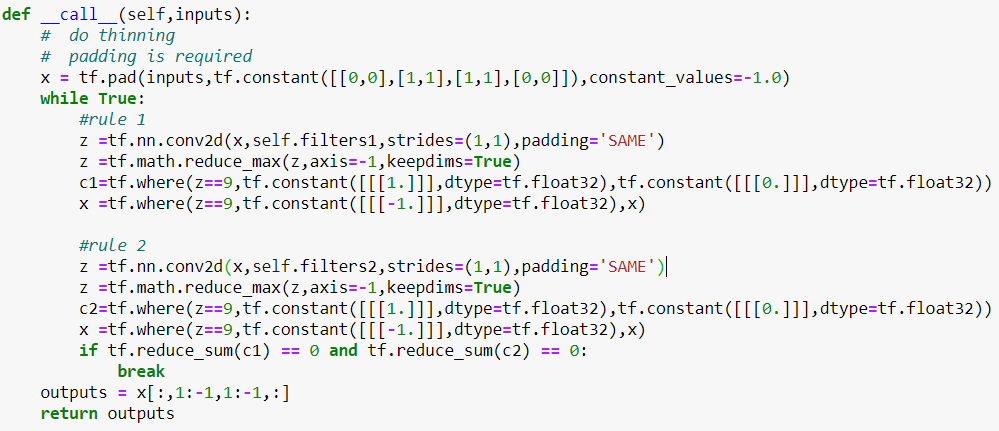 def __call__(self,inputs):
    #  do thinning
    #  padding is required
    x = tf.pad(inputs,tf.constant([[0,0],[1,1],[1,1],[0,0]]),constant_values=-1.0)
    while True:
        #rule 1
        z =tf.nn.conv2d(x,self.filters1,strides=(1,1),padding='SAME')
        z =tf.math.reduce_max(z,axis=-1,keepdims=True)
        c1=tf.where(z==9,tf.constant([[[1.]]],dtype=tf.float32),tf.constant([[[0.]]],dtype=tf.float32))
        x =tf.where(z==9,tf.constant([[[-1.]]],dtype=tf.float32),x)

        #rule 2
        z =tf.nn.conv2d(x,self.filters2,strides=(1,1),padding='SAME')
        z =tf.math.reduce_max(z,axis=-1,keepdims=True)
        c2=tf.where(z==9,tf.constant([[[1.]]],dtype=tf.float32),tf.constant([[[0.]]],dtype=tf.float32))
        x =tf.where(z==9,tf.constant([[[-1.]]],dtype=tf.float32),x)
        if tf.reduce_sum(c1) == 0 and tf.reduce_sum(c2) == 0:
            break
    outputs = x[:,1:-1,1:-1,:]
    return outputs